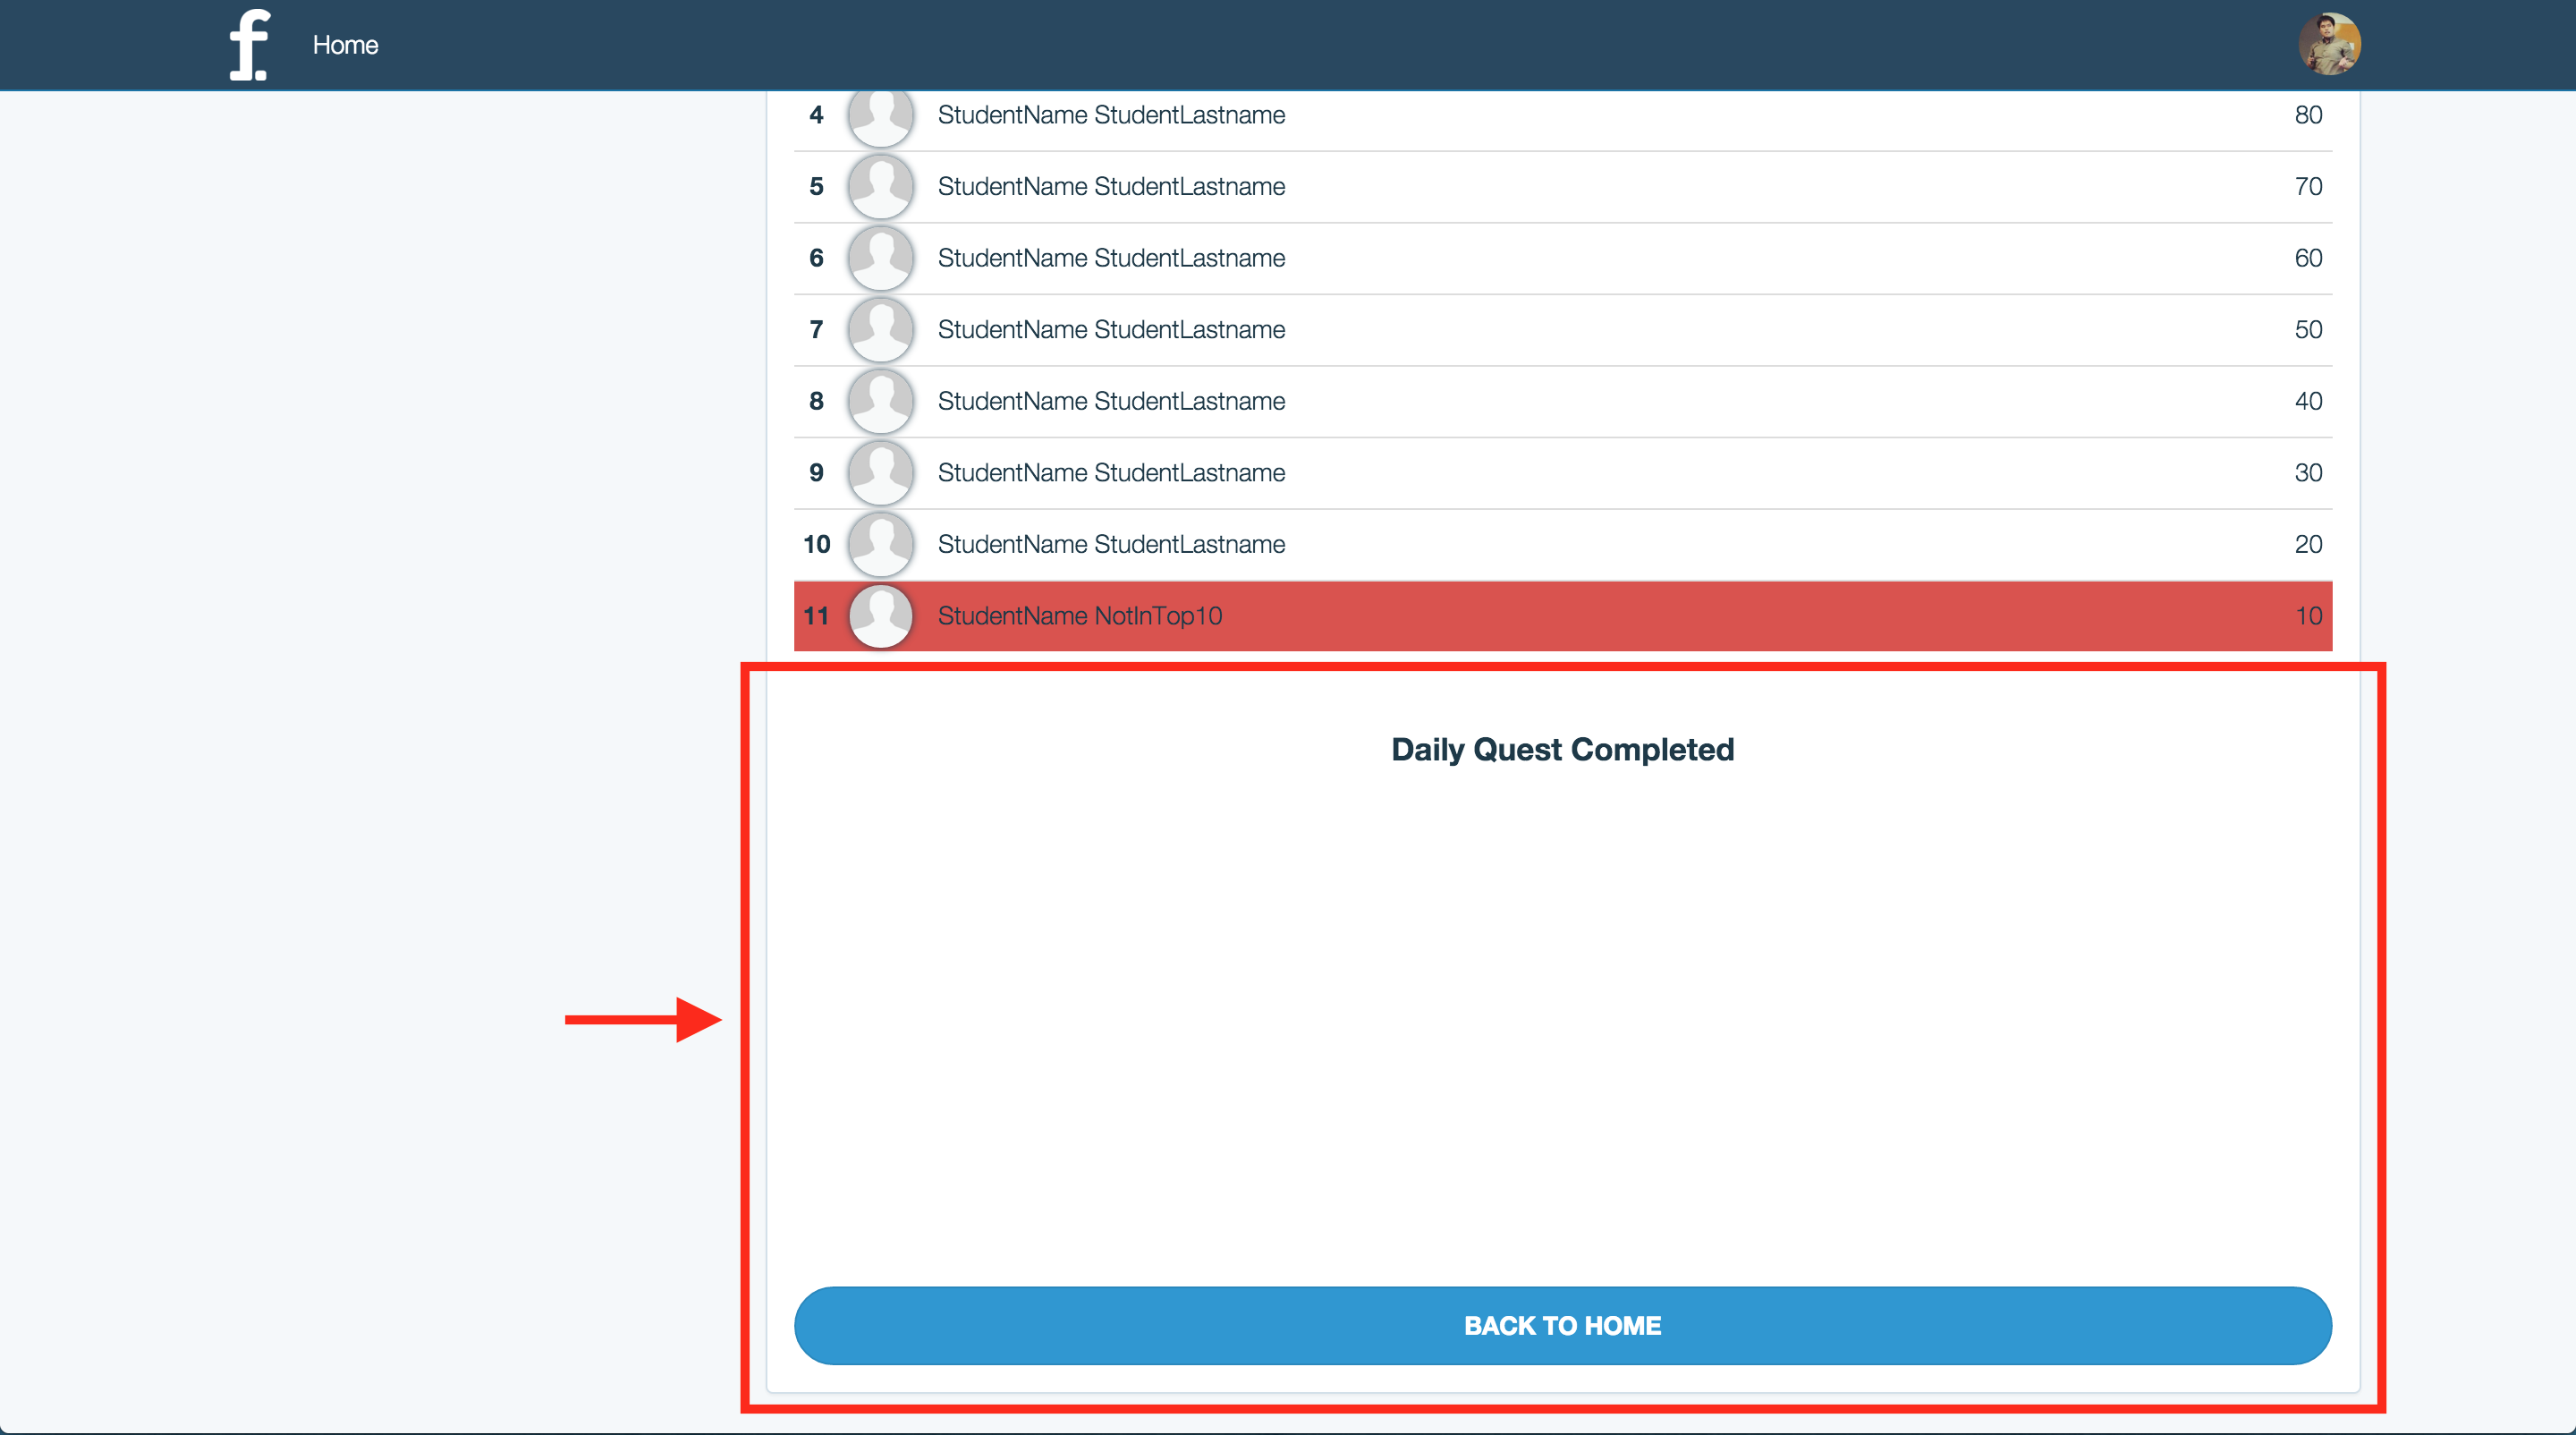 f. Home
4 StudentName StudentLastname 80
5 StudentName StudentLastname 70
6 StudentName StudentLastname 60
7 StudentName StudentLastname 50
8 StudentName StudentLastname 40
9 StudentName StudentLastname 30
10 StudentName StudentLastname 20
11 StudentName NotInTop10 10
Daily Quest Completed
BACK TO HOME